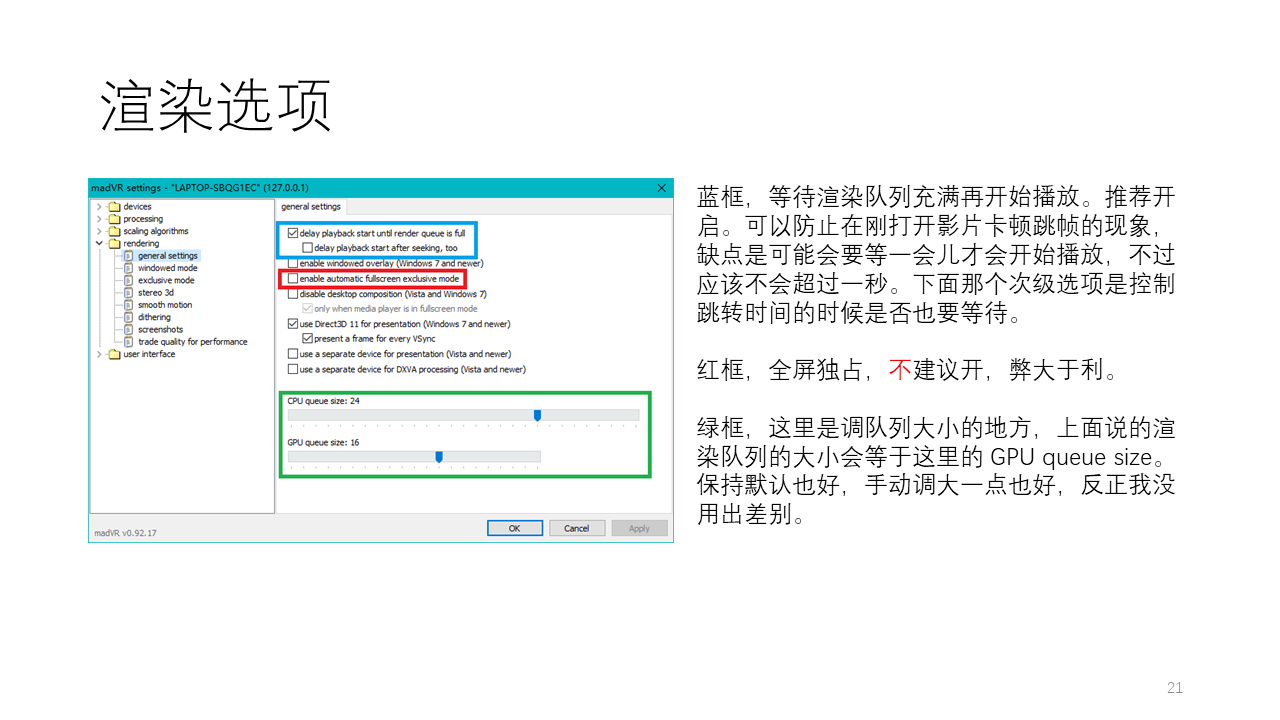 渲染选项
madVR settings - "LAPTOP-SBQG1EC" (127.0.0.1)
devices
processing
scaling algorithms
rendering
general settings
windowed mode
exclusive mode
stereo 3d
smooth motion
dithering
screenshots
trade quality for performance
user interface
general settings
delay playback start until render queue is full
delay playback start after seeking, too
enable windowed overlay (Windows 7 and newer)
enable automatic fullscreen exclusive mode
disable desktop composition (Vista and Windows 7)
only when media player is in fullscreen mode
use Direct3D 11 for presentation (Windows 7 and newer)
present a frame for every VSync
use a separate device for presentation (Vista and newer)
use a separate device for DXVA processing (Vista and newer)
CPU queue size: 24
GPU queue size: 16
madVR v0.92.17
OK
Cancel
Apply
蓝框，等待渲染队列充满再开始播放。推荐开
启。可以防止在刚打开影片卡顿跳帧的现象，
缺点是可能会要等一会儿才会开始播放，不过
应该不会超过一秒。下面那个次级选项是控制
跳转时间的时候是否也要等待。
红框，全屏独占，不建议开，弊大于利。
绿框，这里是调队列大小的地方，上面说的渲
染队列的大小会等于这里的 GPU queue size。
保持默认也好，手动调大一点也好，反正我没
用出差别。
21